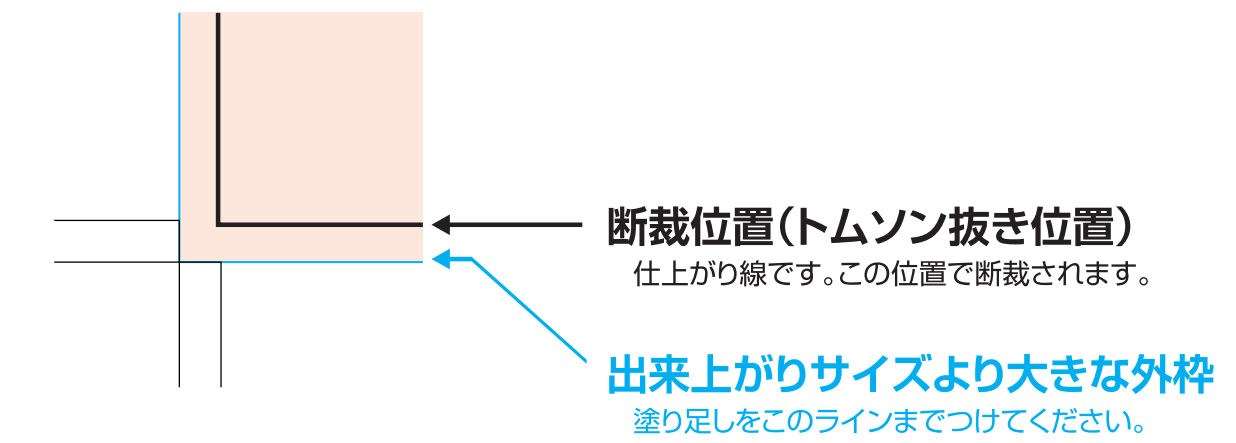 断裁位置（トムソン抜き位置）
仕上がり線です。この位置で断裁されます。
出来上がりサイズより大きな外枠
塗り足しをこのラインまでつけてください。